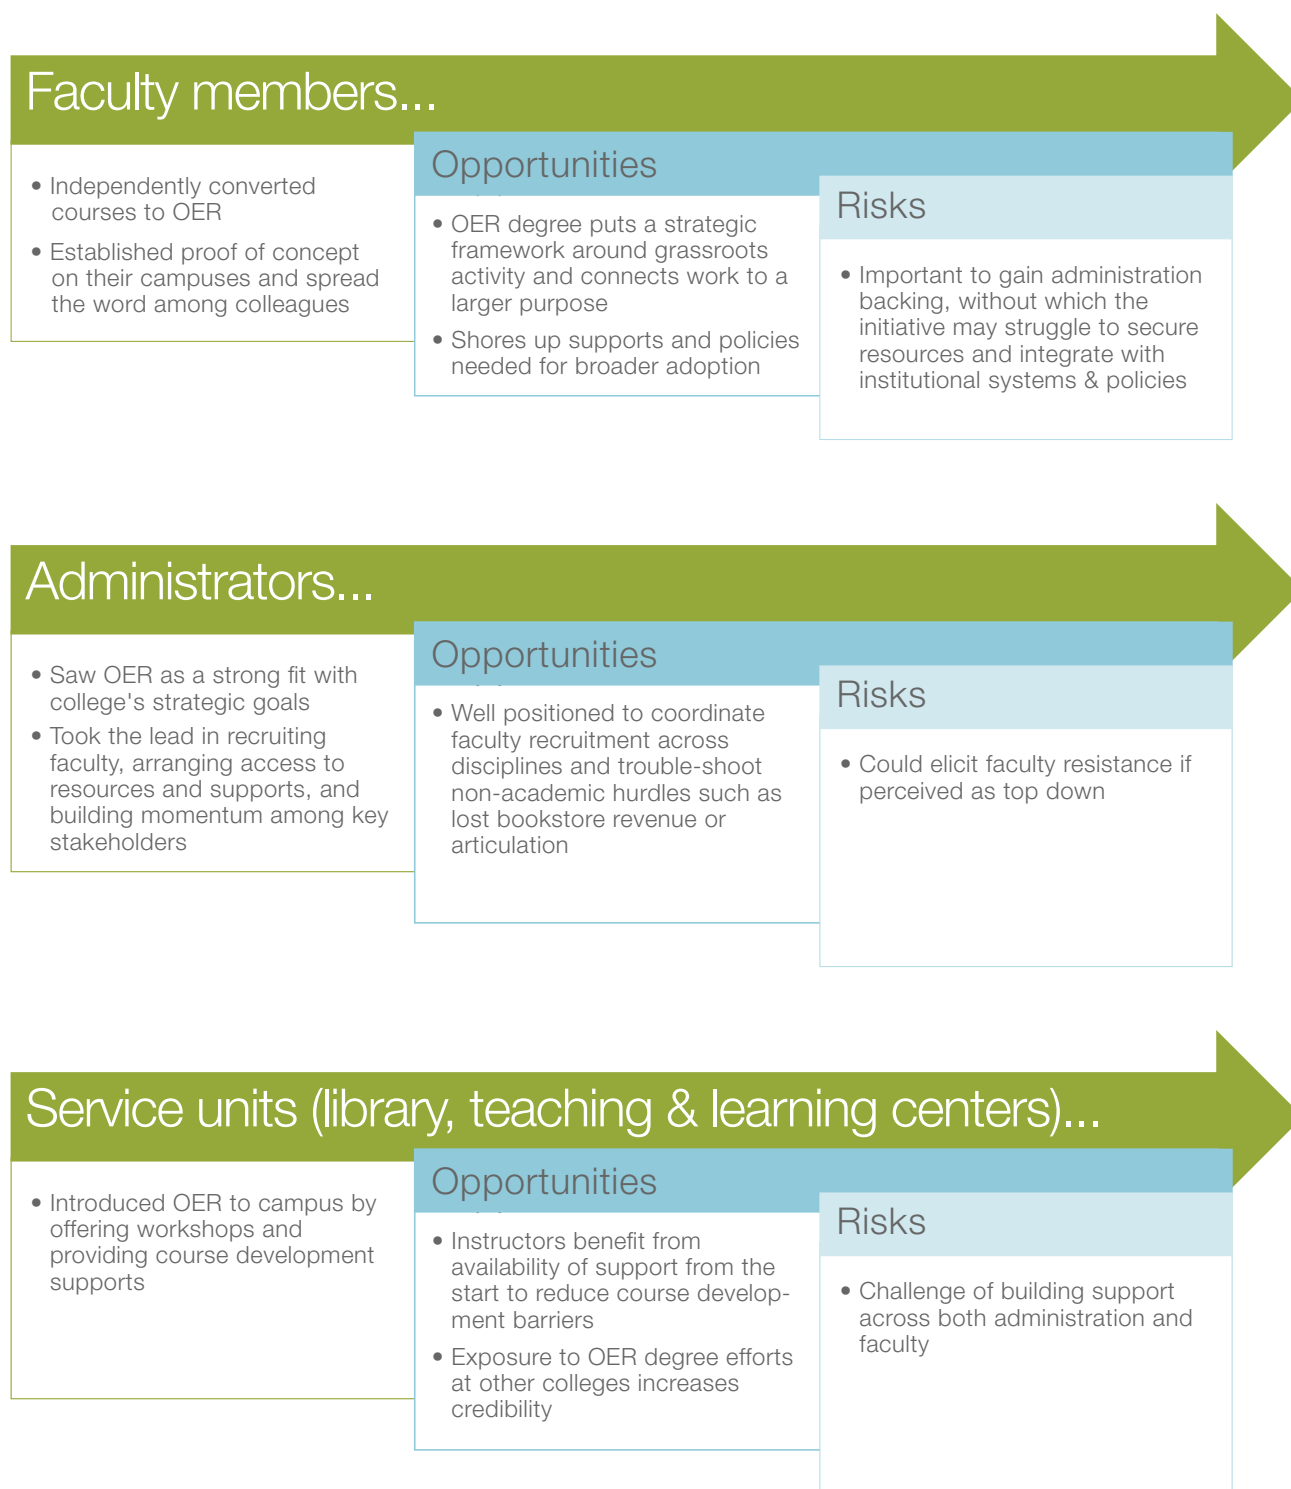 Faculty members...
• Independently converted
courses to OER
• Established proof of concept
on their campuses and spread
the word among colleagues
Opportunities
• OER degree puts a strategic
framework around grassroots
activity and connects work to a
larger purpose
• Shores up supports and policies
needed for broader adoption
Risks
• Important to gain administration
backing, without which the
initiative may struggle to secure
resources and integrate with
institutional systems & policies
Administrators...
• Saw OER as a strong fit with
college's strategic goals
• Took the lead in recruiting
faculty, arranging access to
resources and supports, and
building momentum among key
stakeholders
Opportunities
• Well positioned to coordinate
faculty recruitment across
disciplines and trouble-shoot
non-academic hurdles such as
lost bookstore revenue or
articulation
Risks
• Could elicit faculty resistance if
perceived as top down
Service units (library, teaching & learning centers)...
• Introduced OER to campus by
offering workshops and
providing course development
supports
Opportunities
• Instructors benefit from
availability of support from the
start to reduce course develop-
ment barriers
• Exposure to OER degree efforts
at other colleges increases
credibility
Risks
• Challenge of building support
across both administration and
faculty